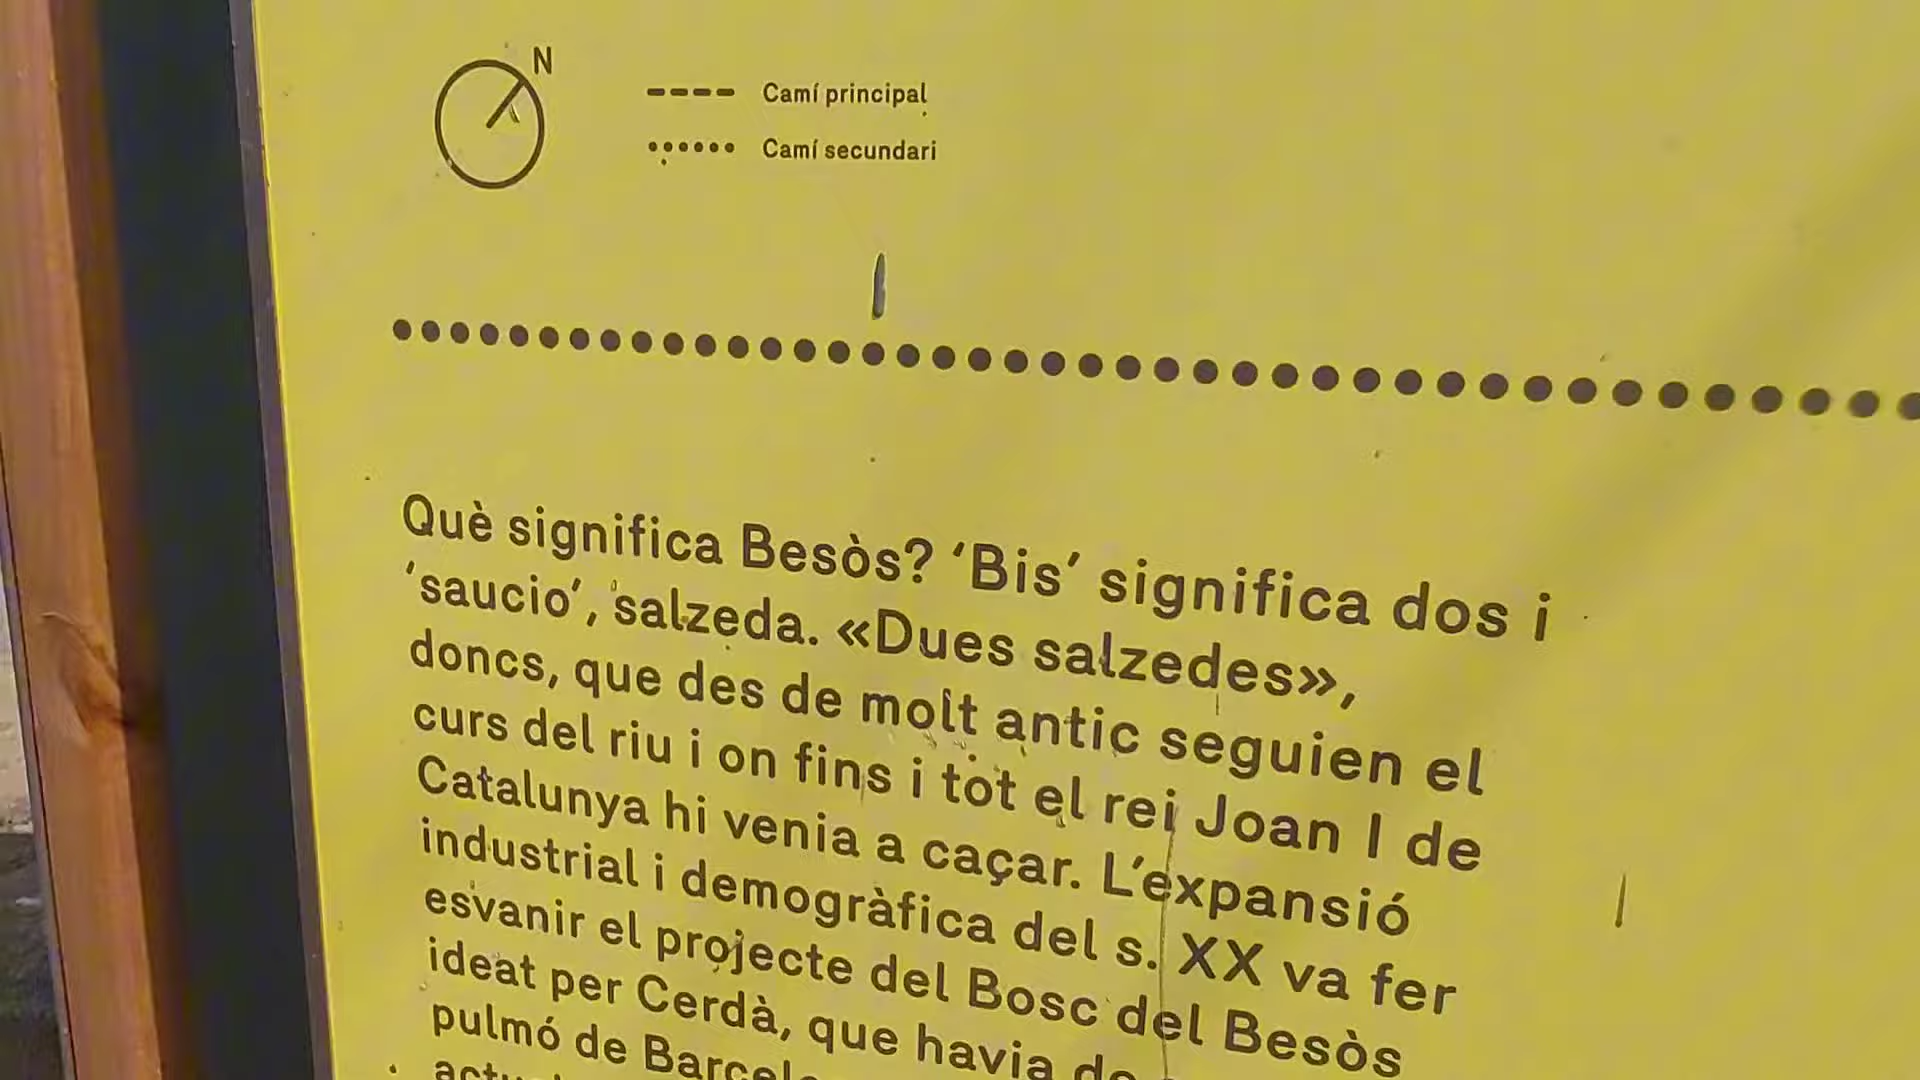 N
Camí principal
Camí secundari
Què significa Besòs? ‘Bis’ significa dos i
‘saucio’, salzeda. «Dues salzedes»,
doncs, que des de molt antic seguien el
curs del riu i on fins i tot el rei Joan I de
Catalunya hi venia a caçar. L’expansió
industrial i demogràfica del s. XX va fer
esvanir el projecte del Bosc del Besòs
ideat per Cerdà, que havia de
pulmó de